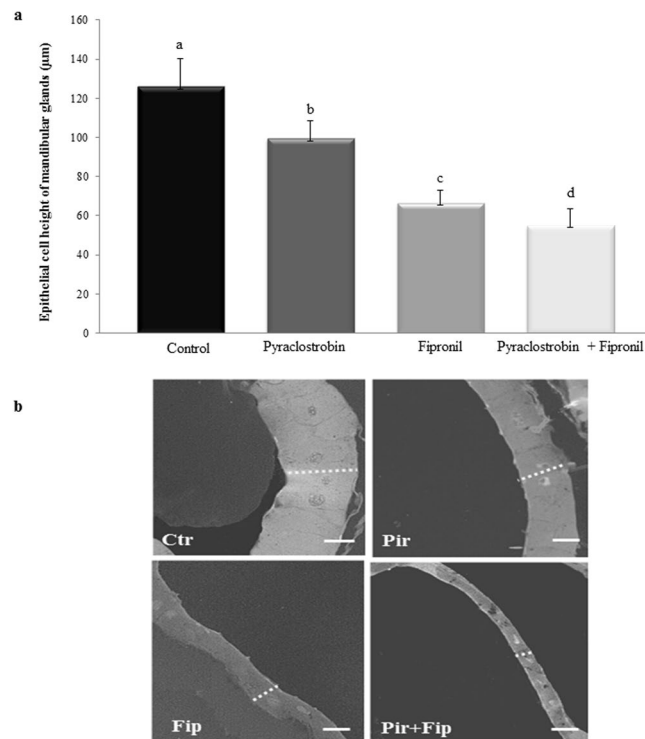 a
Epithelial cell height of mandibular glands (µm)
160
140
120
100
80
60
40
20
0
a
b
c
d
Control
Pyraclostrobin
Fipronil
Pyraclostrobin + Fipronil
b
Ctr
Pir
Fip
Pir+Fip